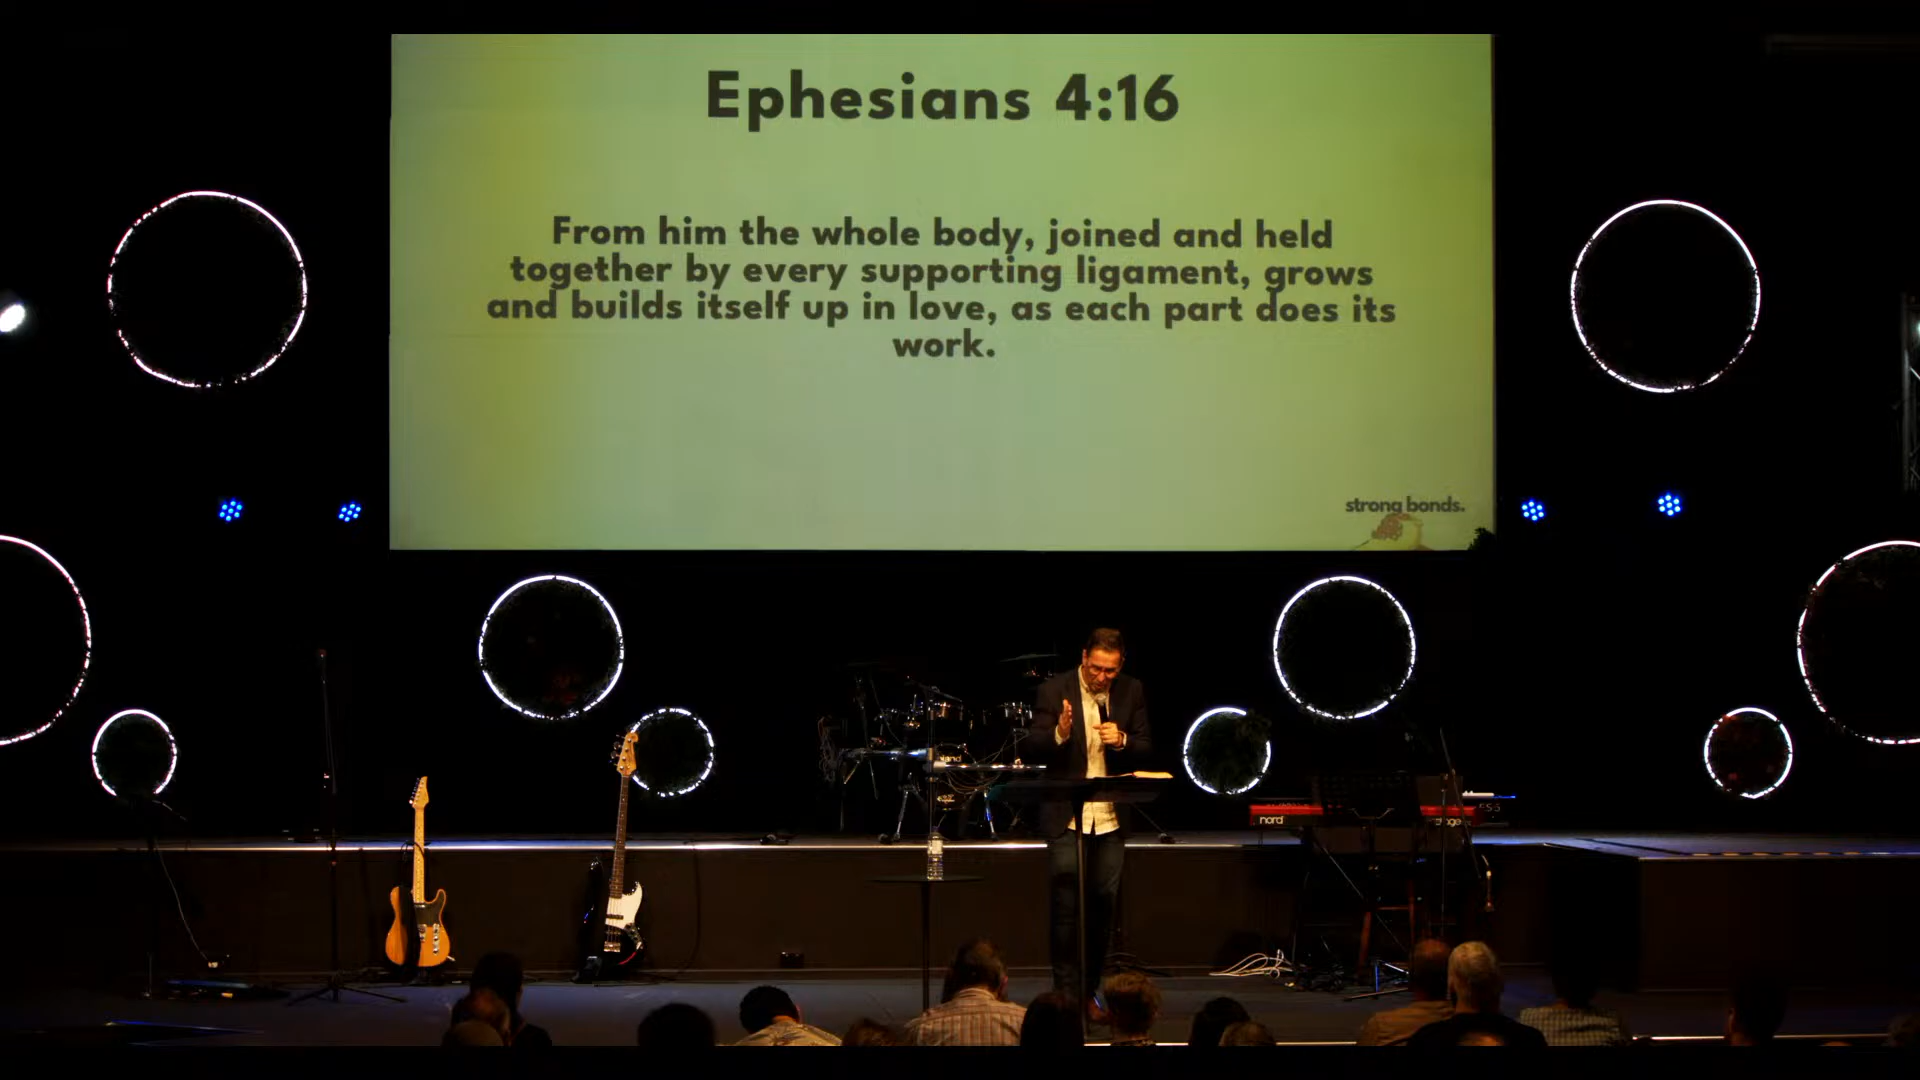 Ephesians 4:16
From him the whole body, joined and held
together by every supporting ligament, grows
and builds itself up in love, as each part does its
work.
strong bonds.
nord